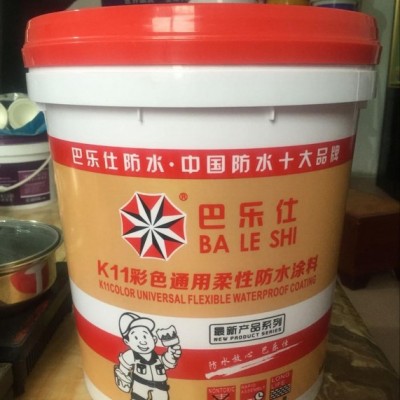 巴乐仕防水·中国防水十大品牌
®
巴乐仕
BA LE SHI
K11彩色通用柔性防水涂料
K11COLOR UNIVERSAL FLEXIBLE WATERPROOF COATING
最新产品系列
NEW PRODUCT SERIES
防水放心 巴乐仕